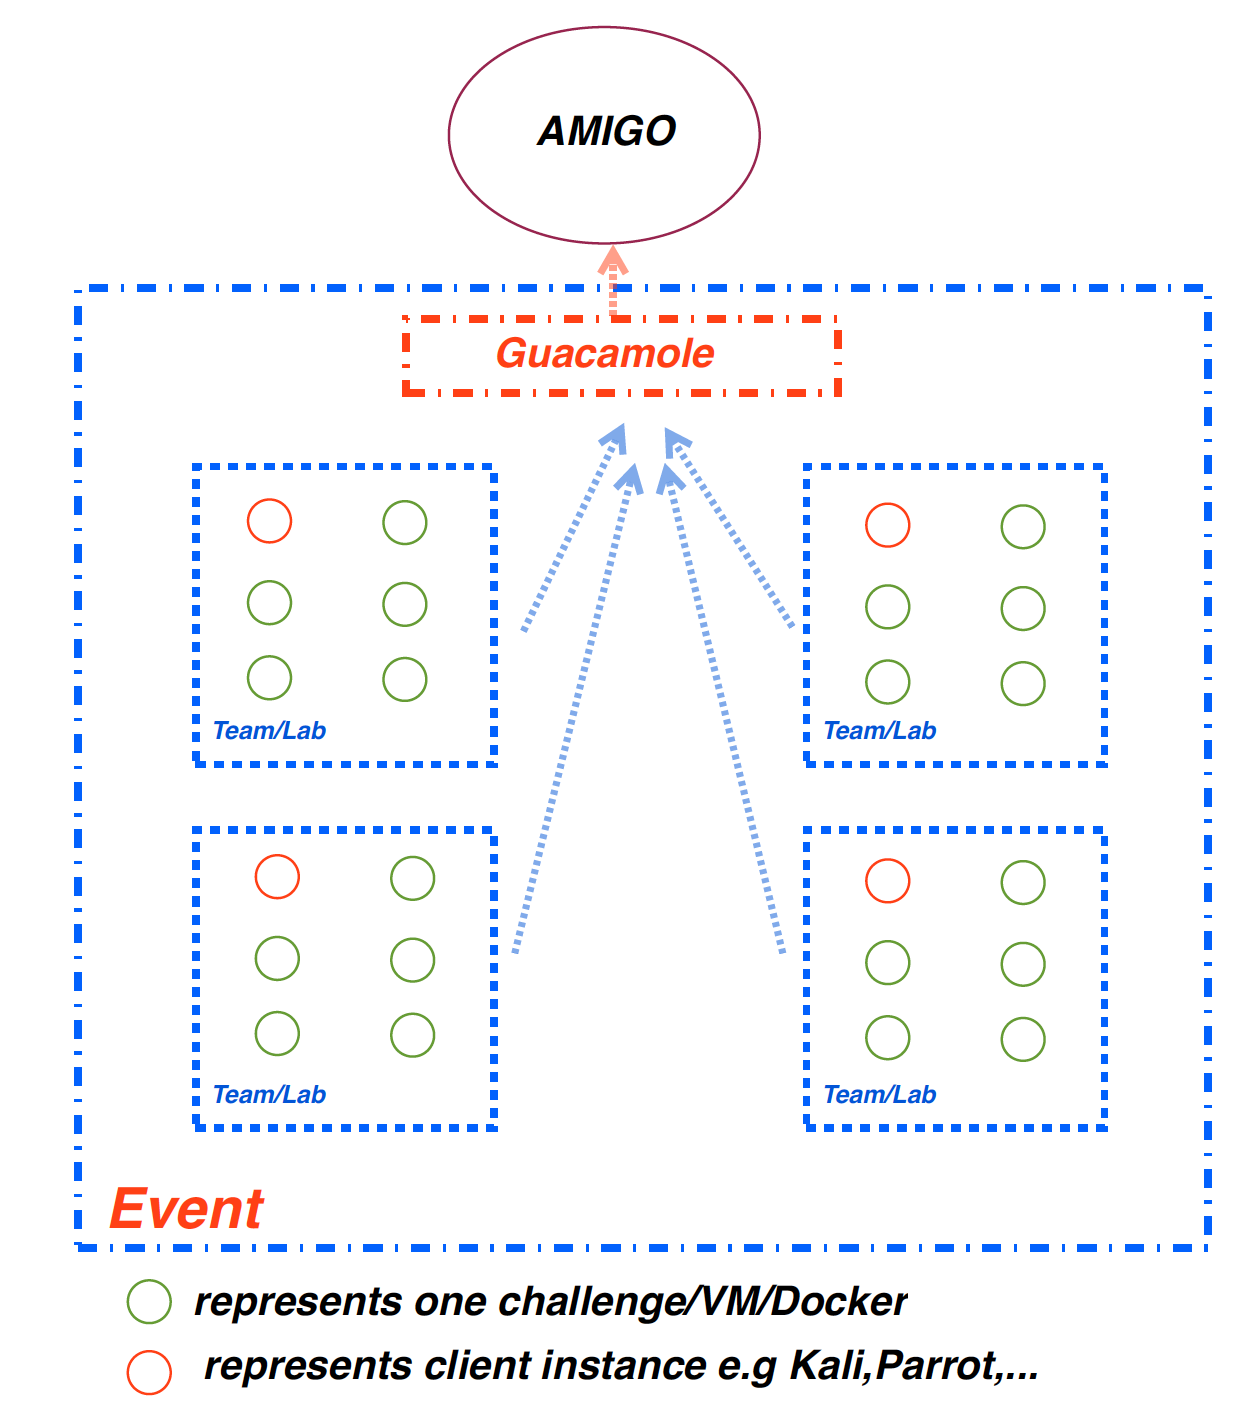 AMIGO
Guacamole
Team/Lab
Team/Lab
Team/Lab
Team/Lab
Event
represents one challenge/VM/Docker
represents client instance e.g Kali,Parrot,...